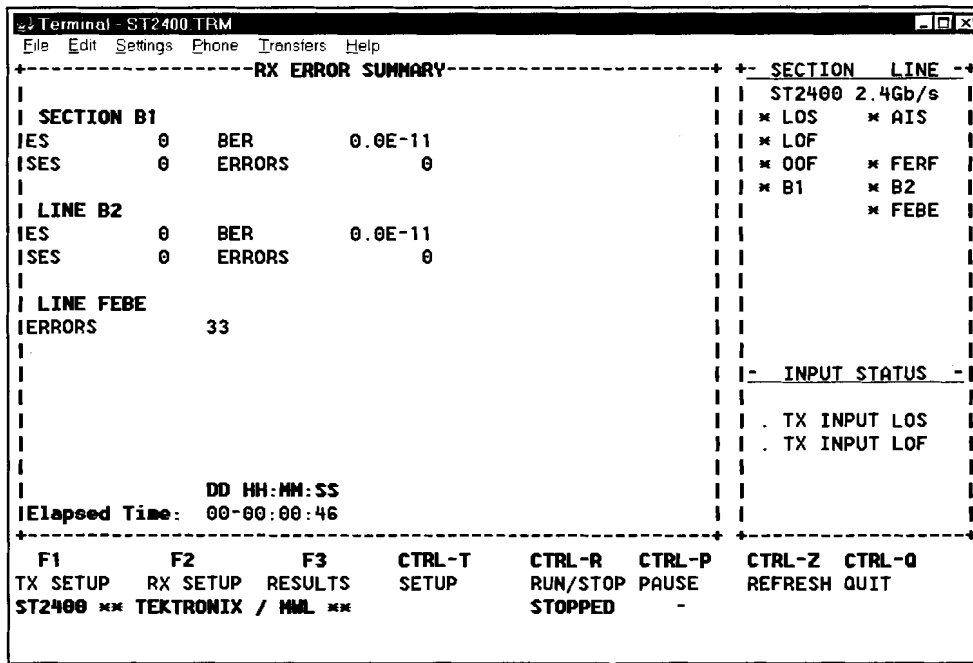 Terminal - ST2400.TRM
File Edit Settings Phone Transfers Help
RX ERROR SUMMARY
SECTION B1
ES 0 BER 0.0E-11
SES 0 ERRORS 0
LINE B2
ES 0 BER 0.0E-11
SES 0 ERRORS 0
LINE FEBE
ERRORS 33
DD HH:MM:SS
Elapsed Time: 00-00:00:46
SECTION LINE
ST2400 2.4Gb/s
* LOS * AIS
* LOF
* OOF * FERF
* B1 * B2
* FEBE
- INPUT STATUS -
. TX INPUT LOS
. TX INPUT LOF
F1 F2 F3 CTRL-T CTRL-R CTRL-P CTRL-Z CTRL-Q
TX SETUP RX SETUP RESULTS SETUP RUN/STOP PAUSE REFRESH QUIT
ST2400 ** TEKTRONIX / MWL ** STOPPED -